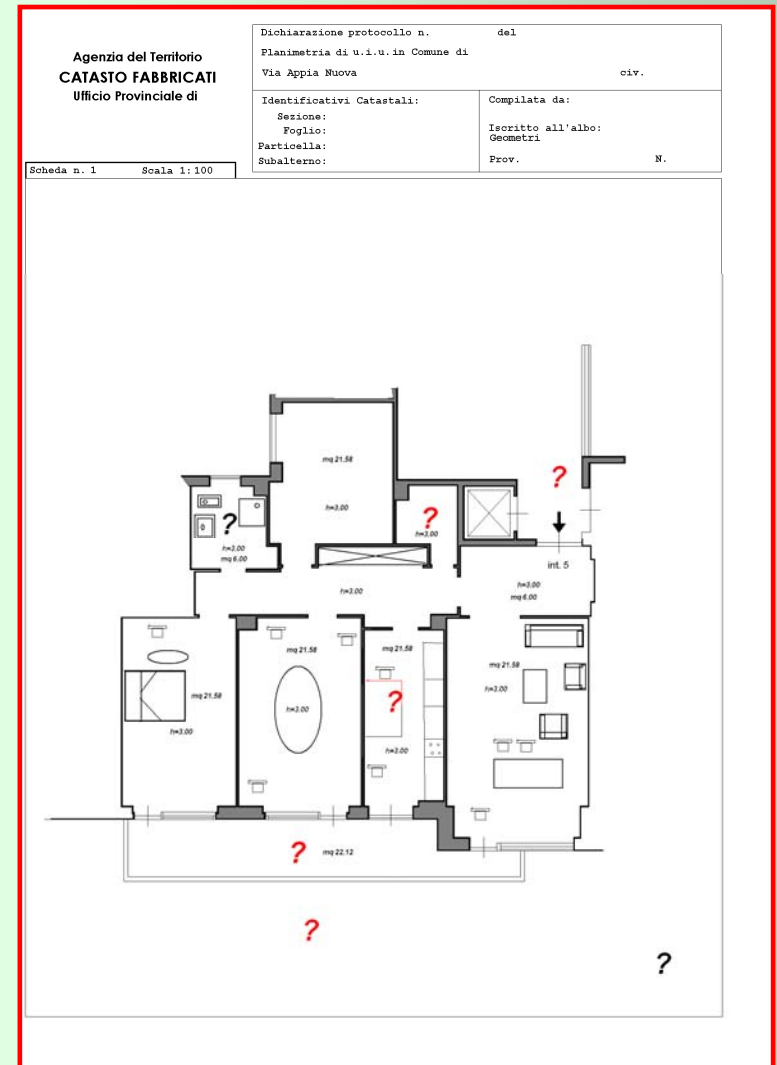 Agenzia del Territorio
CATASTO FABBRICATI
Ufficio Provinciale di
Dichiarazione protocollo n. del
Planimetria di u.i.u. in Comune di
Via Appia Nuova civ.
Identificativi Catastali:
Sezione:
Foglio:
Particella:
Subalterno:
Compilata da:
Iscritto all'albo:
Geometri
Prov. N.
Scheda n. 1 Scala 1:100
mq 21,58
h=3,00
?
?
h=3,00
?
h=3,00
mq 6,00
int. 5
h=3,00
mq 6,00
h=3,00
mq 21,58
h=3,00
mq 21,58
h=3,00
mq 21,58
?
h=3,00
mq 21,58
h=3,00
? mq 22,12
?
?